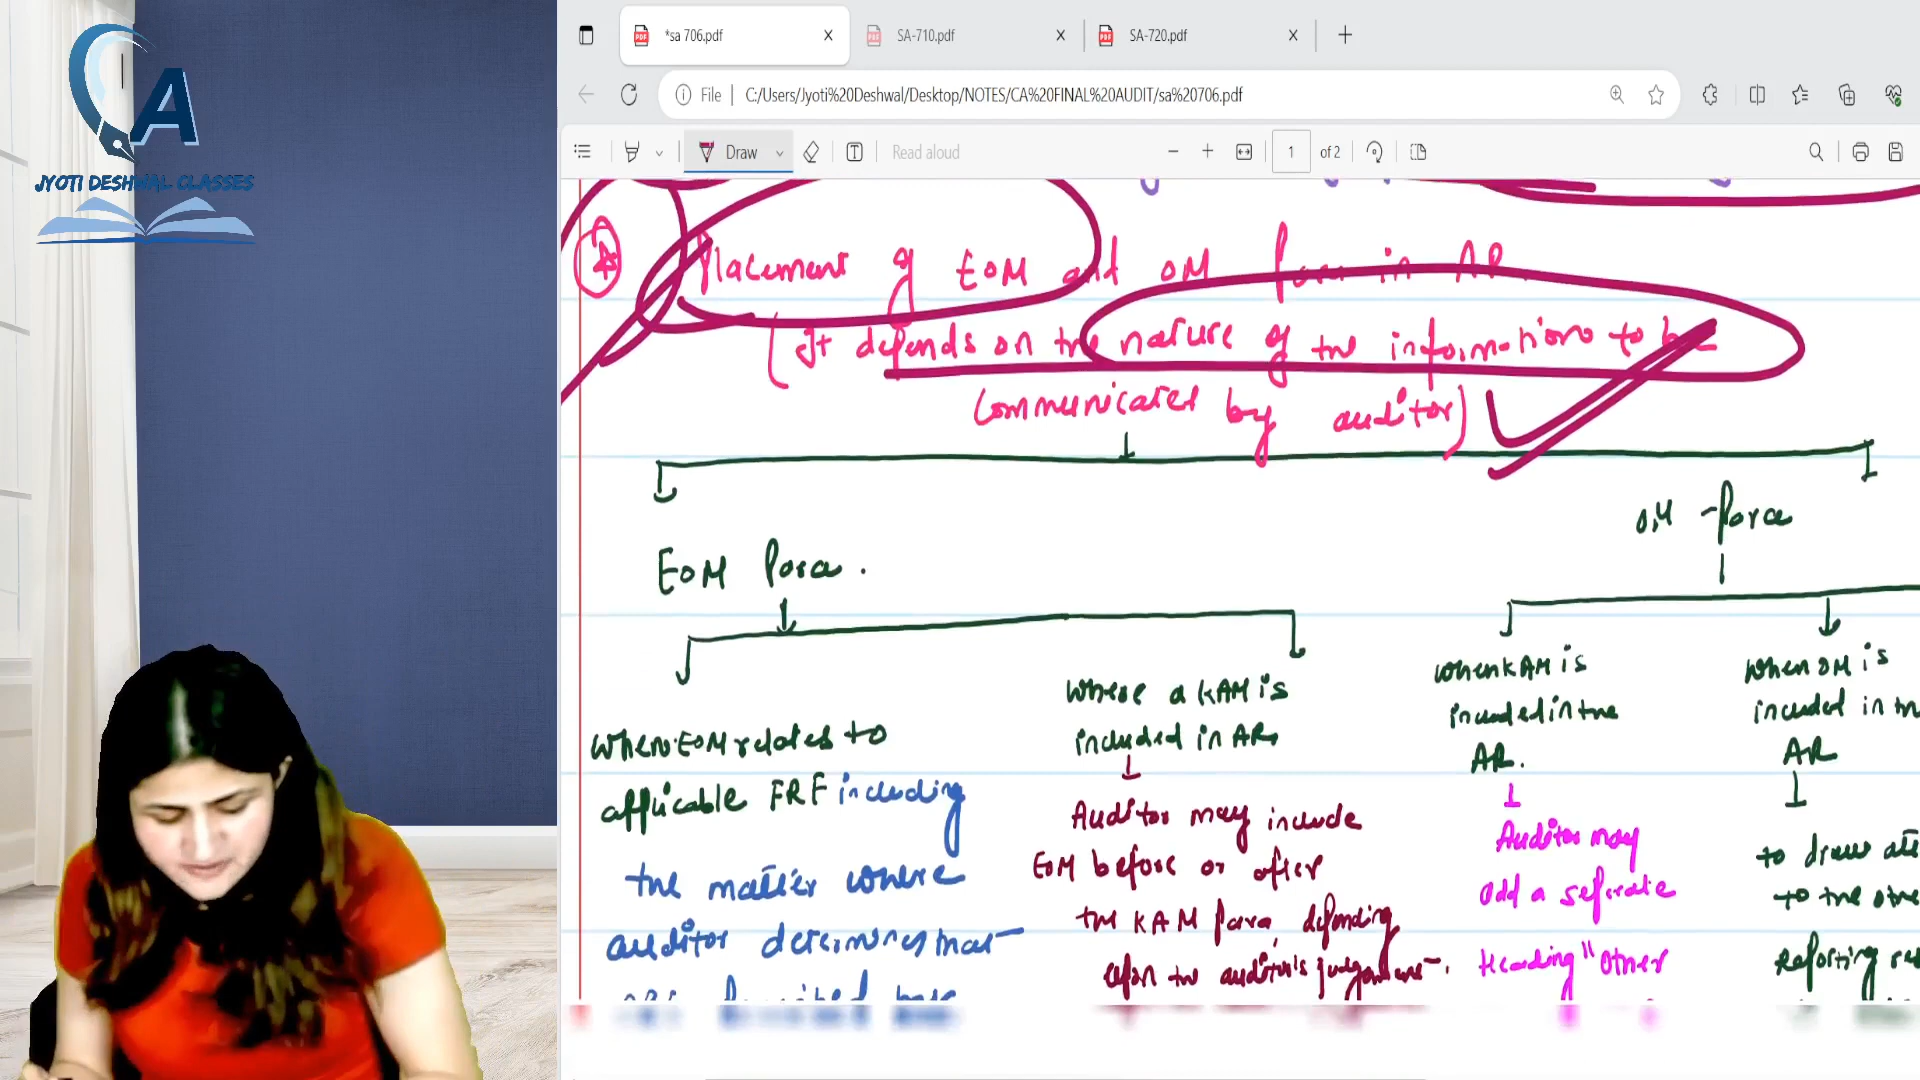 *sa 706.pdf
SA-710.pdf
SA-720.pdf
File
C:/Users/Jyoti%20Deshwal/Desktop/NOTES/CA%20FINAL%20AUDIT/sa%20706.pdf
Draw
Read aloud
1 of 2
A
JYOTI DESHWAL CLASSES
Placement of EOM and OM Para in AR.
(It depends on the nature of the informations to be
Communicated by auditor)
EOM Para.
OM-Para
When EOM relates to
applicable FRF including
the matter where
auditor determines that
Where a KAM is
included in AR.
Auditor may include
EOM before or after
the KAM Para, depending
upon the auditor's judgement.
When KAM is
included in the
AR.
Auditor may
add a seperate
Heading "Other
When OM is
included in the
AR
to draw
to the
Reporting